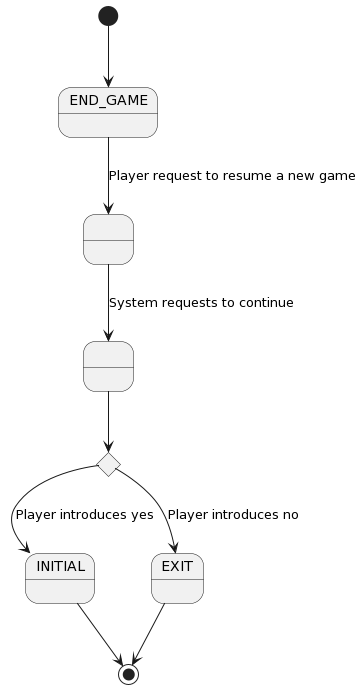 END_GAME
Player request to resume a new game
System requests to continue
Player introduces yes
Player introduces no
INITIAL
EXIT